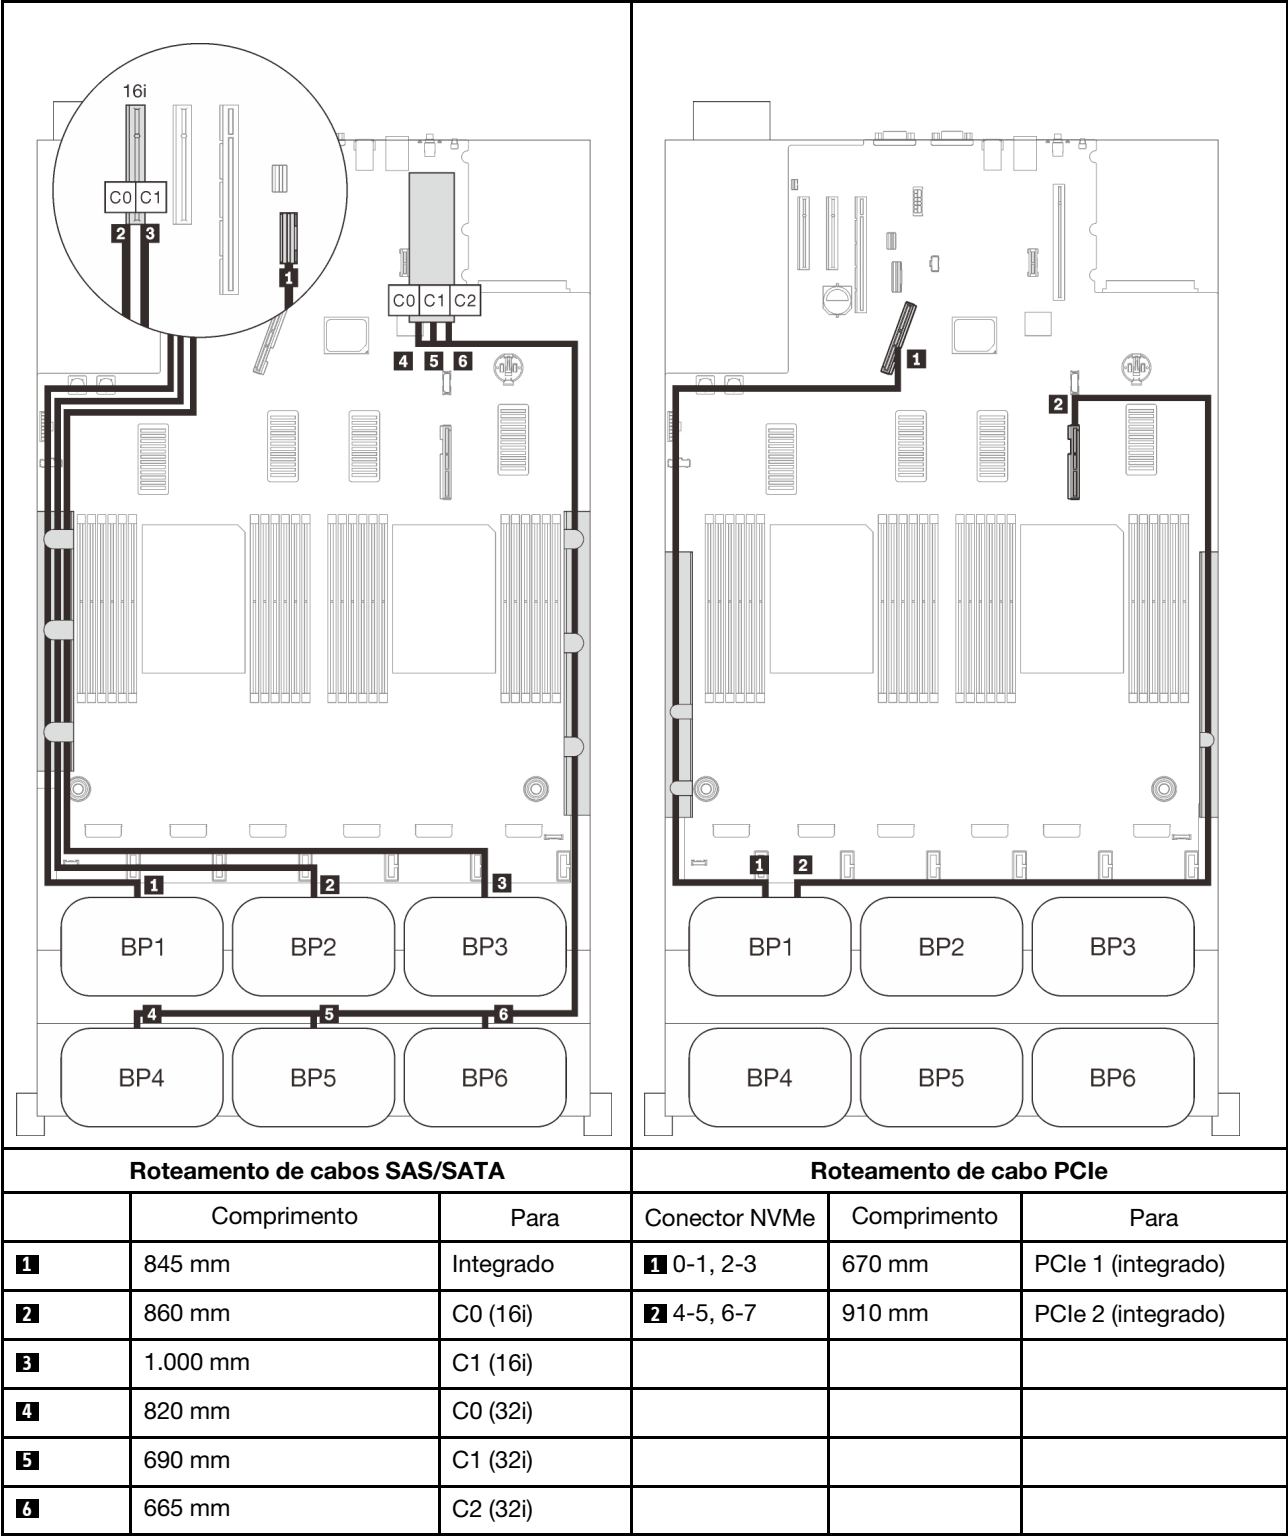 16i
C0 C1
2 3
1
C0 C1 C2
4 5 6
1 2 3
BP1 BP2 BP3
4 5 6
BP4 BP5 BP6
1
2
1 2
BP1 BP2 BP3
BP4 BP5 BP6
Roteamento de cabos SAS/SATA
Roteamento de cabo PCIe
Comprimento Para Conector NVMe Comprimento Para
1 845 mm Integrado 1 0-1, 2-3 670 mm PCIe 1 (integrado)
2 860 mm C0 (16i) 2 4-5, 6-7 910 mm PCIe 2 (integrado)
3 1.000 mm C1 (16i)
4 820 mm C0 (32i)
5 690 mm C1 (32i)
6 665 mm C2 (32i)